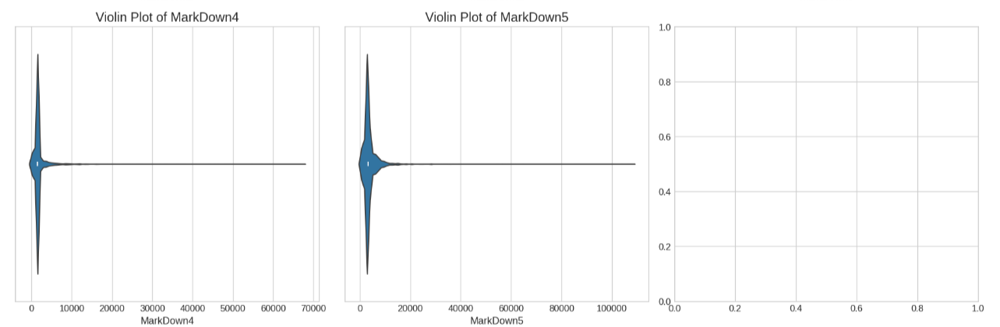 Violin Plot of MarkDown4
0 10000 20000 30000 40000 50000 60000 70000
MarkDown4
Violin Plot of MarkDown5
0 20000 40000 60000 80000 100000
MarkDown5
1.0
0.8
0.6
0.4
0.2
0.0
0.0 0.2 0.4 0.6 0.8 1.0